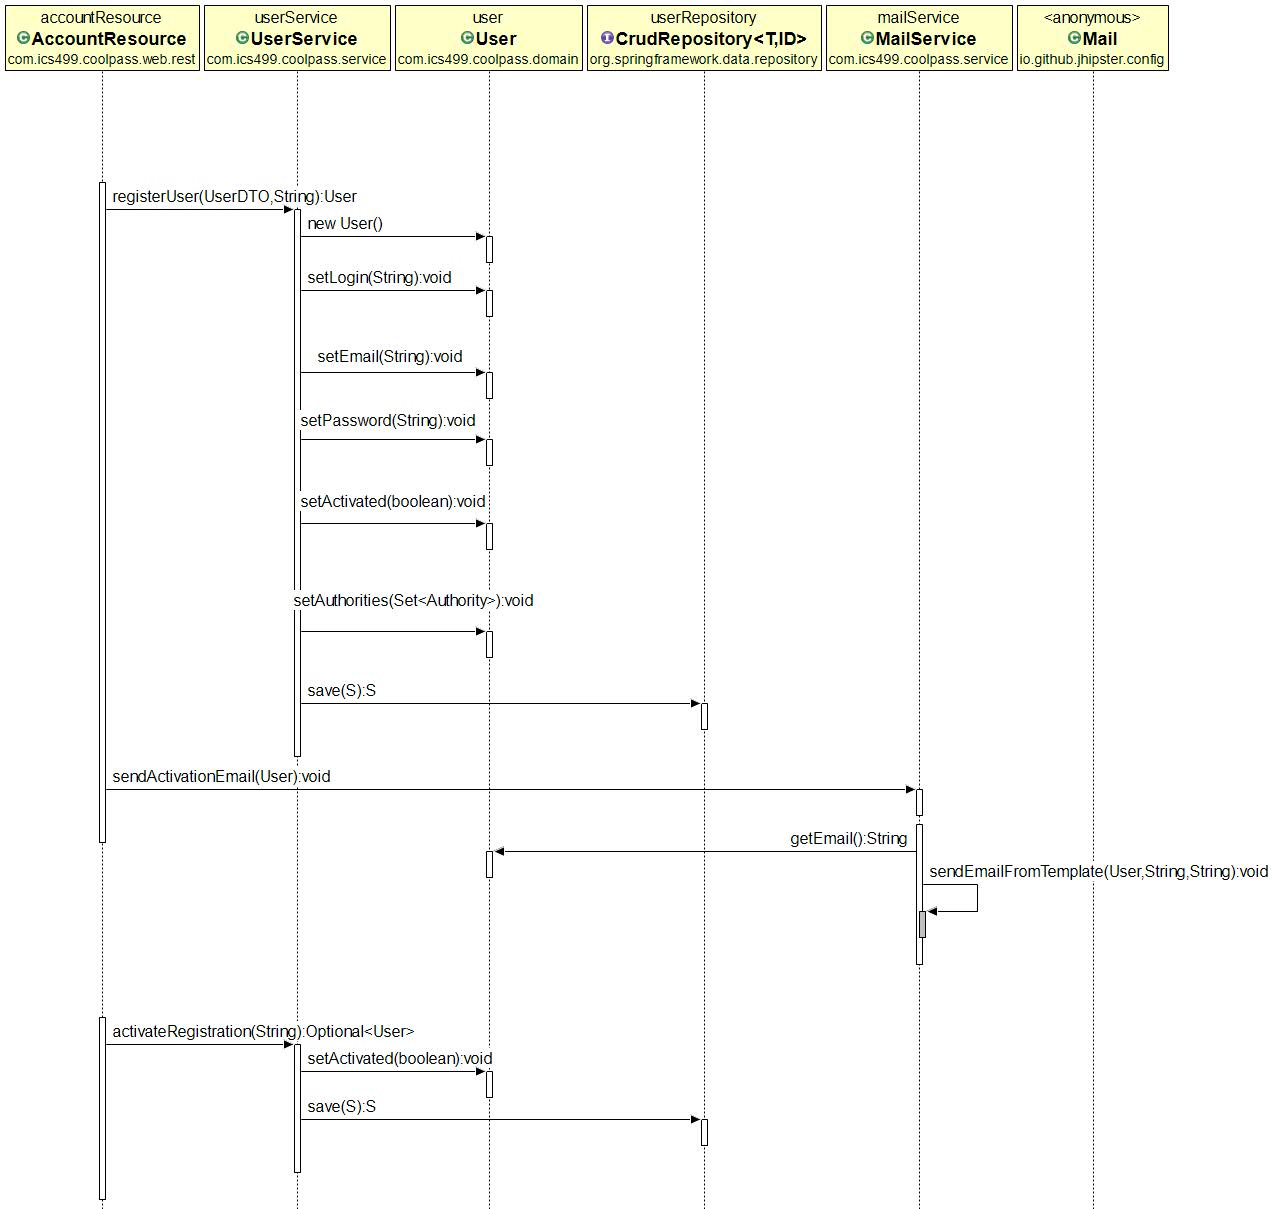 accountResource
AccountResource
com.ics499.coolpass.web.rest
userService
UserService
com.ics499.coolpass.service
user
User
com.ics499.coolpass.domain
userRepository
CrudRepository<T,ID>
org.springframework.data.repository
mailService
MailService
com.ics499.coolpass.service
<anonymous>
Mail
io.github.jhipster.config
registerUser(UserDTO,String):User
new User()
setLogin(String):void
setEmail(String):void
setPassword(String):void
setActivated(boolean):void
setAuthorities(Set<Authority>):void
save(S):S
sendActivationEmail(User):void
getEmail():String
sendEmailFromTemplate(User,String,String):void
activateRegistration(String):Optional<User>
setActivated(boolean):void
save(S):S